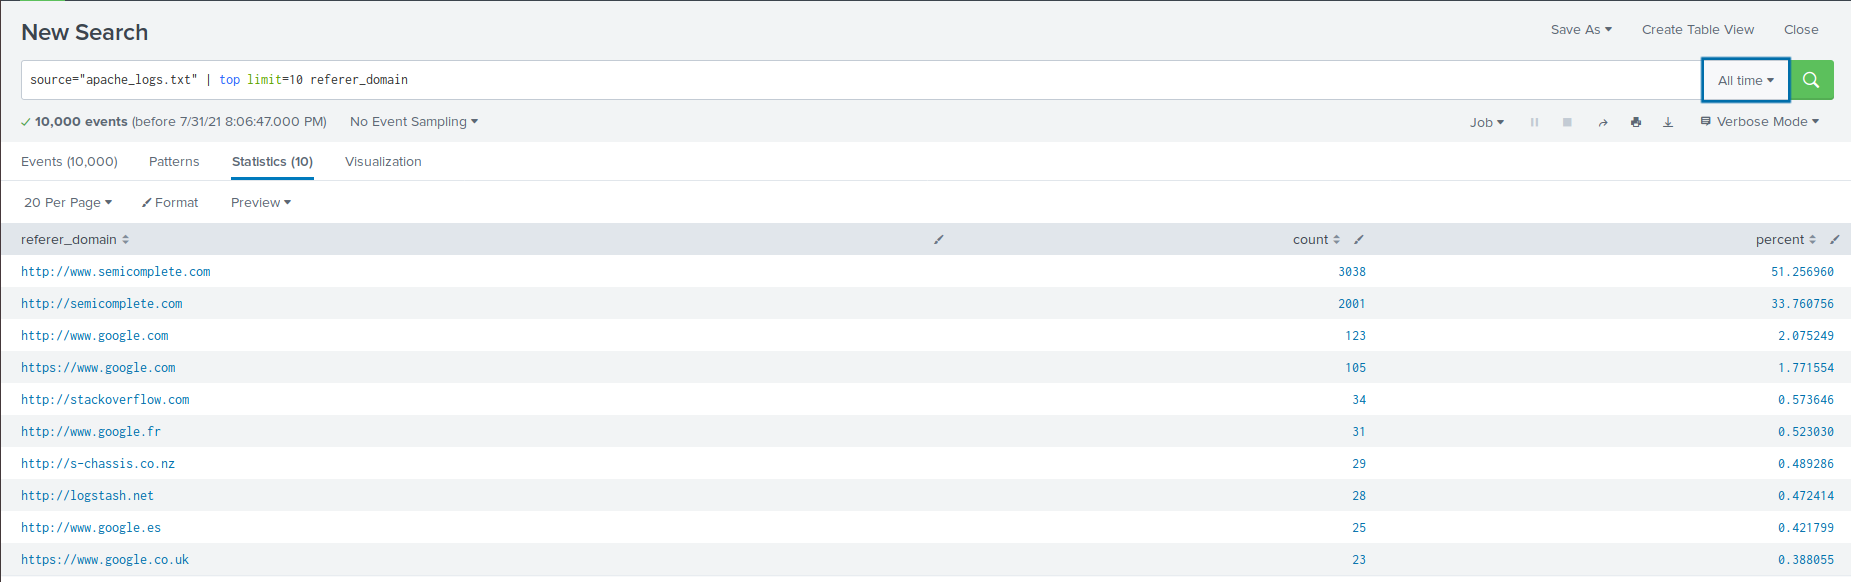 New Search
Save As Create Table View Close
source="apache_logs.txt" | top limit=10 referer_domain
All time
10,000 events (before 7/31/21 8:06:47.000 PM) No Event Sampling
Job Verbose Mode
Events (10,000) Patterns Statistics (10) Visualization
20 Per Page Format Preview
referer_domain count percent
http://www.semicomplete.com 3038 51.256960
http://semicomplete.com 2001 33.760756
http://www.google.com 123 2.075249
https://www.google.com 105 1.771554
http://stackoverflow.com 34 0.573646
http://www.google.fr 31 0.523030
http://s-chassis.co.nz 29 0.489286
http://logstash.net 28 0.472414
http://www.google.es 25 0.421799
https://www.google.co.uk 23 0.388055